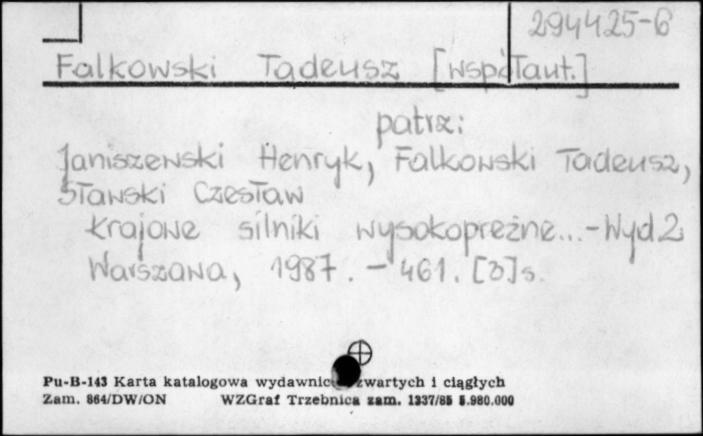 294425-6
Falkowski Tadeusz [współaut.]
patrz:
Janiszewski Henryk, Falkowski Tadeusz,
Sławski Czesław
Krajowe silniki wysokoprężne...-Wyd.2
Warszawa, 1987. - 461. [3]s.
Pu-B-143 Karta katalogowa wydawnic zwartych i ciągłych
Zam. 864/DW/ON WZGraf Trzebnica zam. 1337/85 5.980.000